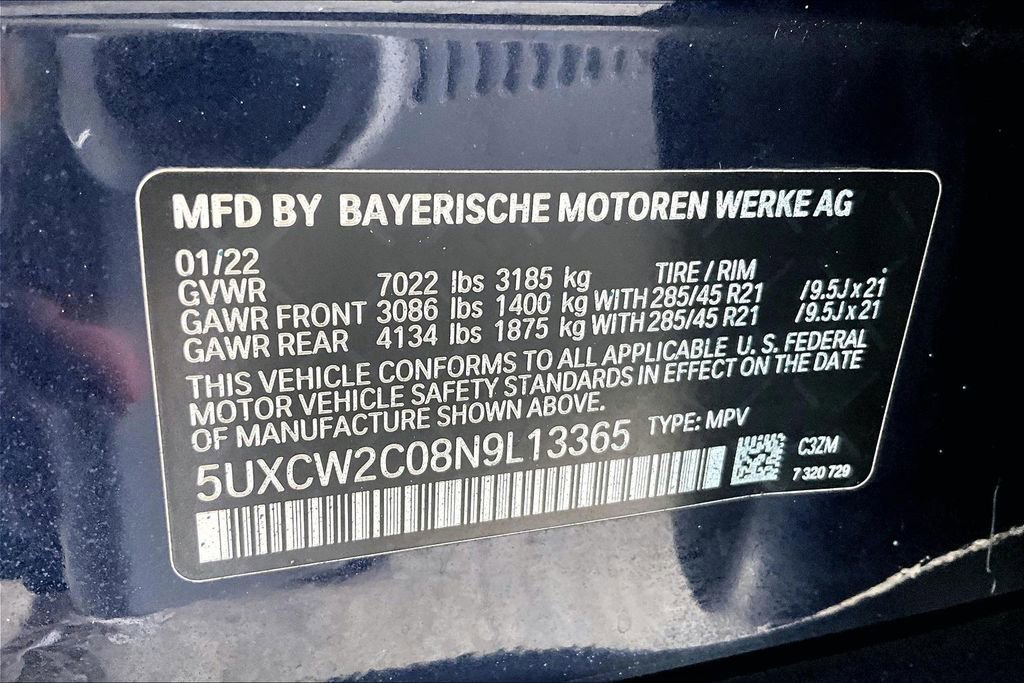 MFD BY BAYERISCHE MOTOREN WERKE AG
01/22 TIRE / RIM
GVWR 7022 lbs 3185 kg
GAWR FRONT 3086 lbs 1400 kg WITH 285/45 R21 /9.5J x 21
GAWR REAR 4134 lbs 1875 kg WITH 285/45 R21 /9.5J x 21
THIS VEHICLE CONFORMS TO ALL APPLICABLE U. S. FEDERAL
MOTOR VEHICLE SAFETY STANDARDS IN EFFECT ON THE DATE
OF MANUFACTURE SHOWN ABOVE.
5UXCW2C08N9L13365 TYPE: MPV
C3ZM
7 320 729